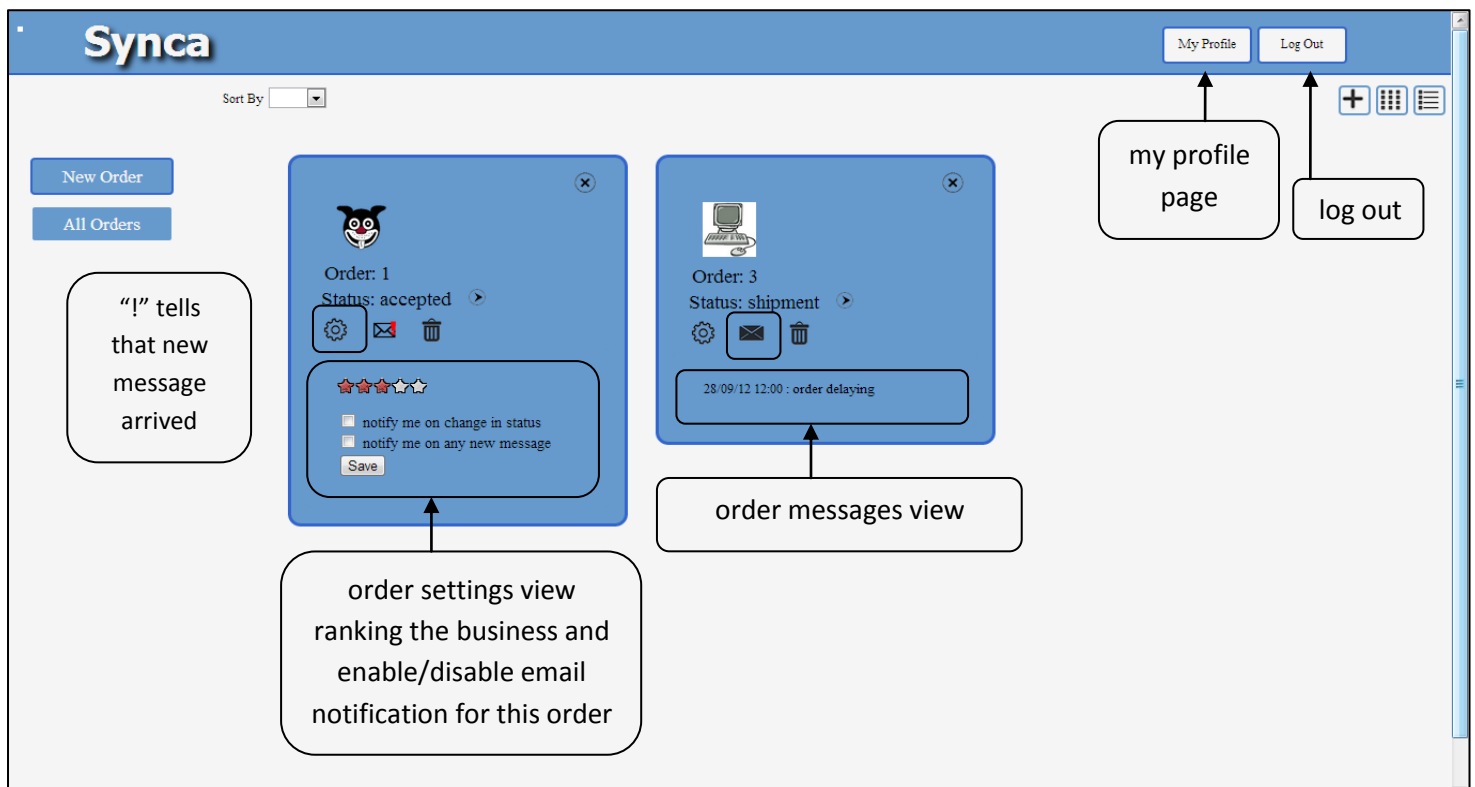 Synca
My Profile
Log Out
Sort By
my profile
page
log out
New Order
All Orders
"!" tells
that new
message
arrived
Order: 1
Status: accepted
notify me on change in status
notify me on any new message
Save
Order: 3
Status: shipment
28/09/12 12:00 : order delaying
order messages view
order settings view
ranking the business and
enable/disable email
notification for this order